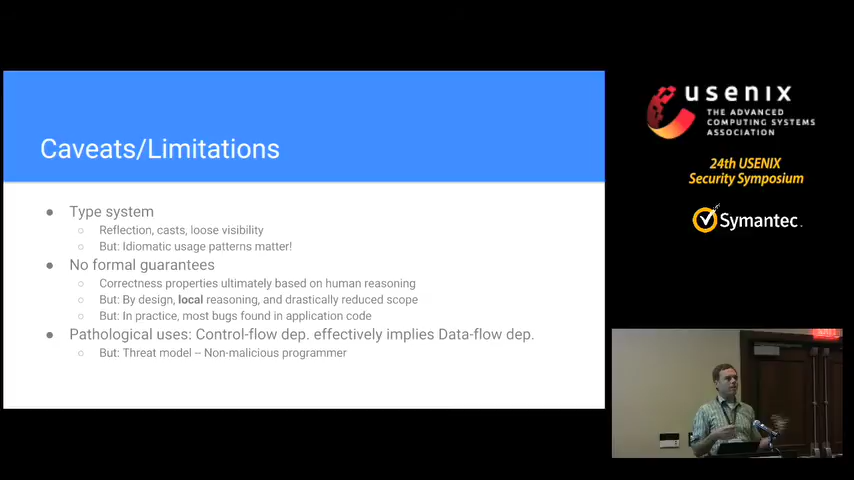 Caveats/Limitations
● Type system
○ Reflection, casts, loose visibility
○ But: Idiomatic usage patterns matter!
● No formal guarantees
○ Correctness properties ultimately based on human reasoning
○ But: By design, local reasoning, and drastically reduced scope
○ But: In practice, most bugs found in application code
● Pathological uses: Control-flow dep. effectively implies Data-flow dep.
○ But: Threat model – Non-malicious programmer
usenix
THE ADVANCED
COMPUTING SYSTEMS
ASSOCIATION
24th USENIX
Security Symposium
Symantec.